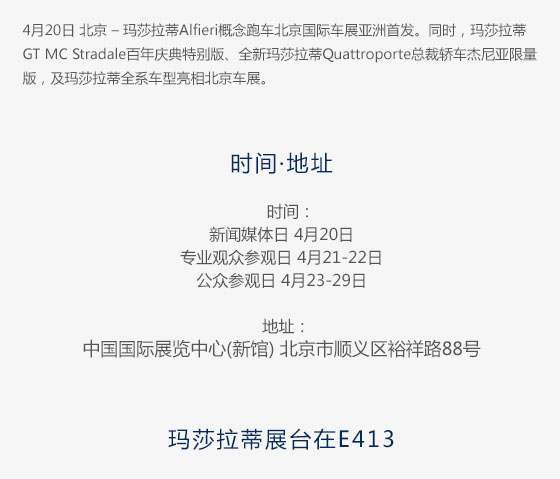 4月20日 北京 – 玛莎拉蒂Alfieri概念跑车北京国际车展亚洲首发。同时，玛莎拉蒂
GT MC Stradale百年庆典特别版、全新玛莎拉蒂Quattroporte总裁轿车杰尼亚限量
版，及玛莎拉蒂全系车型亮相北京车展。
时间·地址
时间：
新闻媒体日 4月20日
专业观众参观日 4月21-22日
公众参观日 4月23-29日
地址：
中国国际展览中心(新馆) 北京市顺义区裕祥路88号
玛莎拉蒂展台在E413